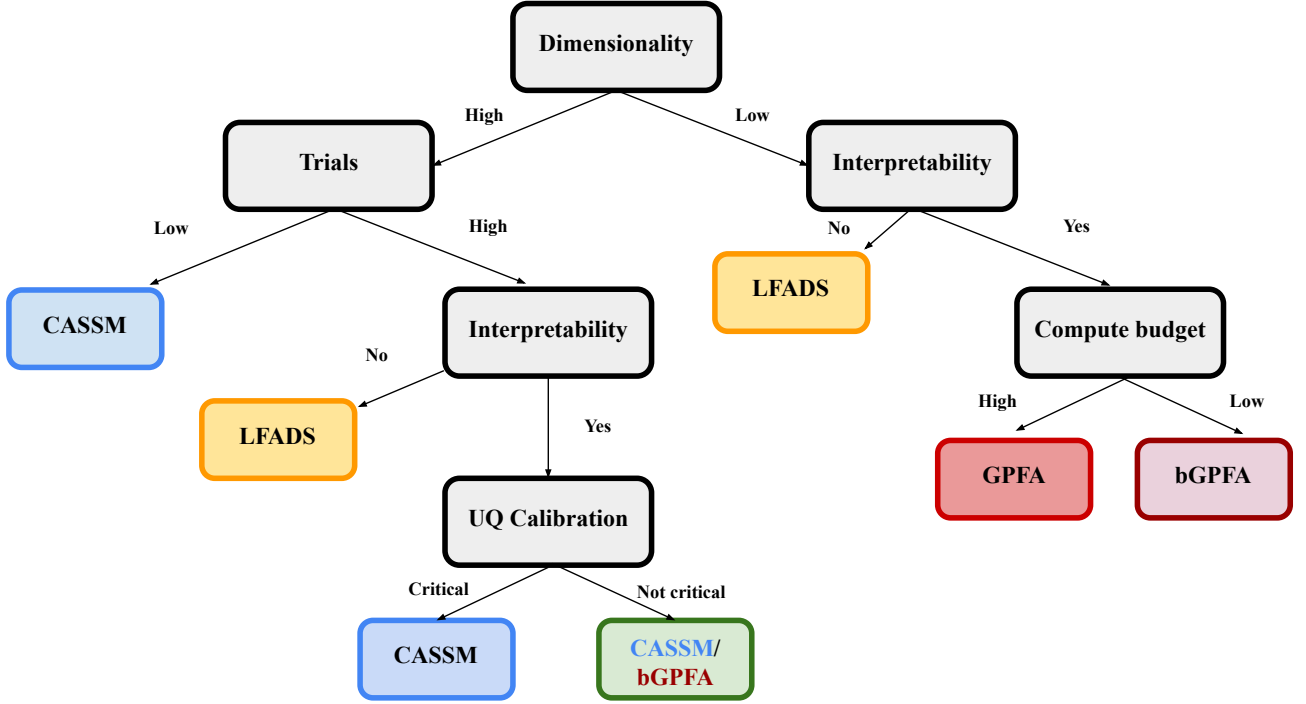 Dimensionality
High
Low
Trials
Interpretability
Low
High
No
Yes
CASSM
Interpretability
LFADS
Compute budget
No
Yes
High
Low
LFADS
GPFA
bGPFA
UQ Calibration
Critical
Not critical
CASSM
CASSM/
bGPFA